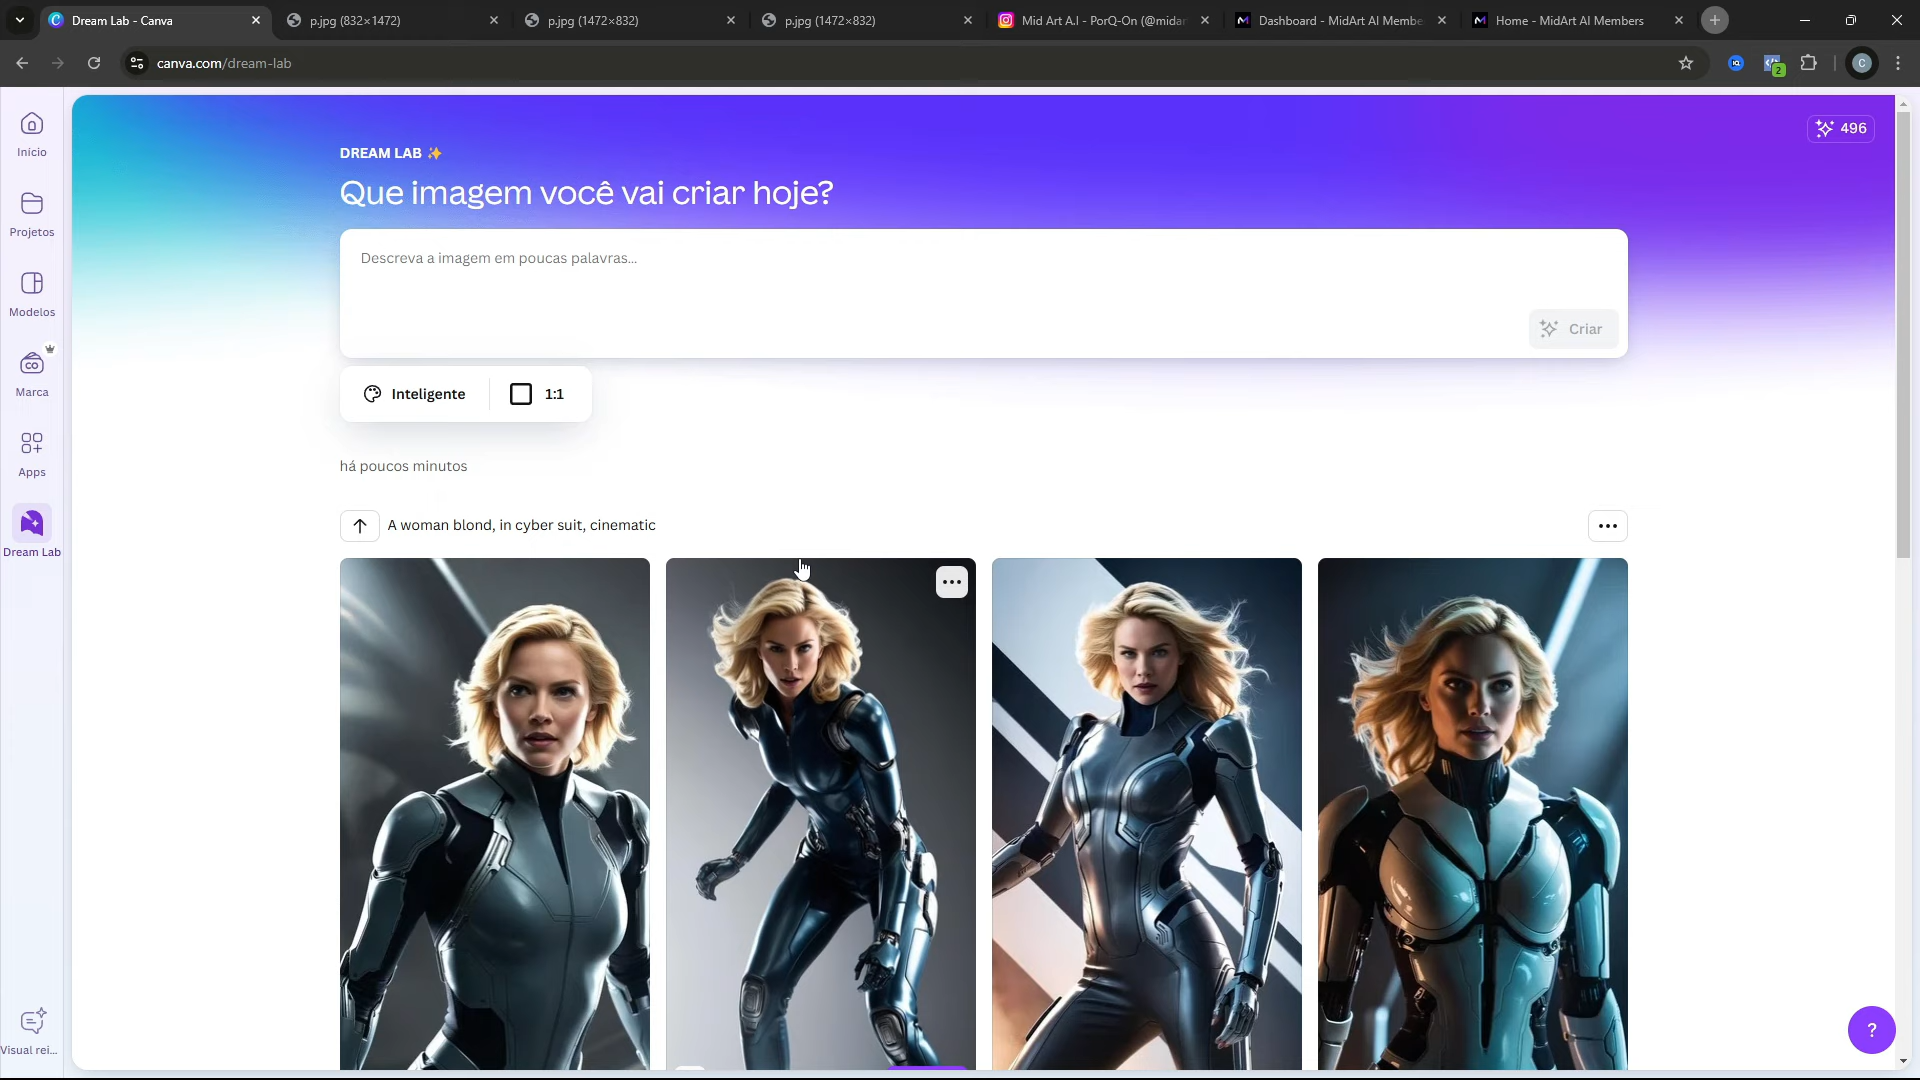 Dream Lab - Canva
p.jpg (832×1472)
p.jpg (1472×832)
p.jpg (1472×832)
Mid Art A.I - PorQ-On (@midar
Dashboard - MidArt AI Membe
Home - MidArt AI Members
canva.com/dream-lab
2
C
Início
Projetos
Modelos
CO
Marca
Apps
Dream Lab
Visual rei...
496
DREAM LAB ✨
Que imagem você vai criar hoje?
Descreva a imagem em poucas palavras...
Criar
Inteligente
1:1
há poucos minutos
A woman blond, in cyber suit, cinematic
?